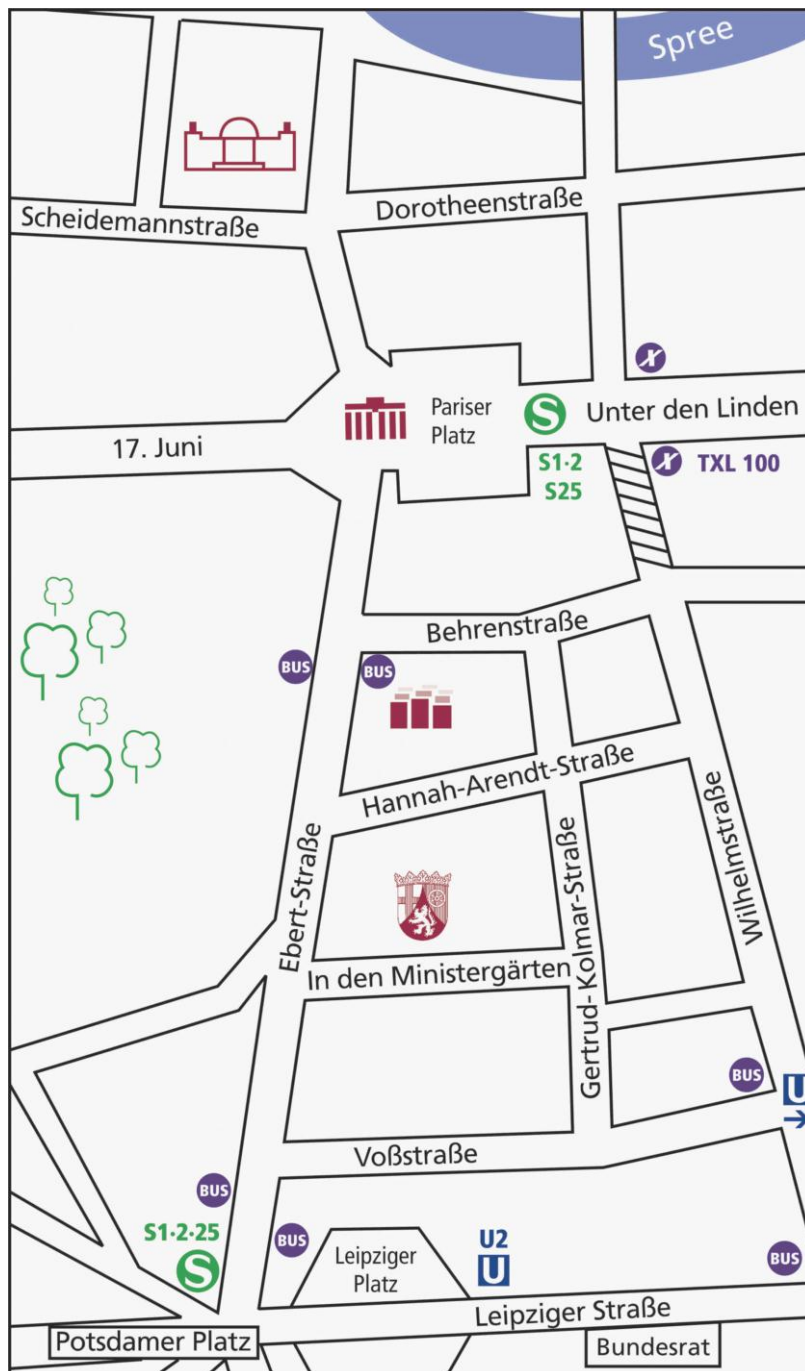 Spree
Dorotheenstraße
Scheidemannstraße
X
Pariser
Platz
S
Unter den Linden
17. Juni
S1·2
S25
X
TXL 100
Behrenstraße
BUS
BUS
Hannah-Arendt-Straße
Ebert-Straße
Gertrud-Kolmar-Straße
Wilhelmstraße
In den Ministergärten
BUS
U
Voßstraße
BUS
S1·2·25
S
BUS
Leipziger
Platz
U2
U
BUS
Leipziger Straße
Potsdamer Platz
Bundesrat